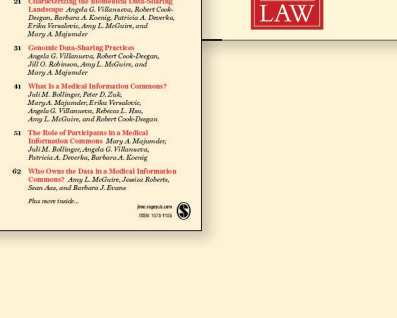 21 Characterizing the Biomedical Data-Sharing
Landscape Angela G. Villanueva, Robert Cook-
Deegan, Barbara A. Koenig, Patricia A. Deverka,
Erika Versalovic, Amy L. McGuire, and
Mary A. Majumder
31 Genomic Data-Sharing Practices
Angela G. Villanueva, Robert Cook-Deegan,
Jill O. Robinson, Amy L. McGuire, and
Mary A. Majumder
41 What Is a Medical Information Commons?
Juli M. Bollinger, Peter D. Zuk,
Mary A. Majumder, Erika Versalovic,
Angela G. Villanueva, Rebecca L. Hsu,
Amy L. McGuire, and Robert Cook-Deegan
51 The Role of Participants in a Medical
Information Commons Mary A. Majumder,
Juli M. Bollinger, Angela G. Villanueva,
Patricia A. Deverka, Barbara A. Koenig
62 Who Owns the Data in a Medical Information
Commons? Amy L. McGuire, Jessica Roberts,
Sean Aas, and Barbara J. Evans
Plus more inside...
jlme.sagepub.com
ISSN: 1073-1105
S
LAW